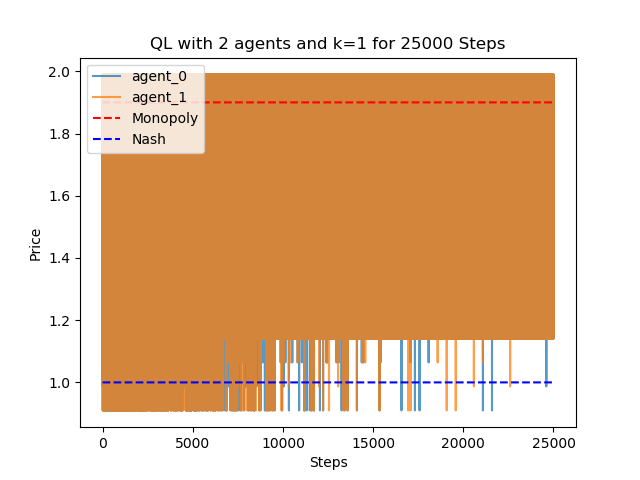 QL with 2 agents and k=1 for 25000 Steps
agent_0
agent_1
Monopoly
Nash
2.0
1.8
1.6
1.4
1.2
1.0
Price
0
5000
10000
15000
20000
25000
Steps